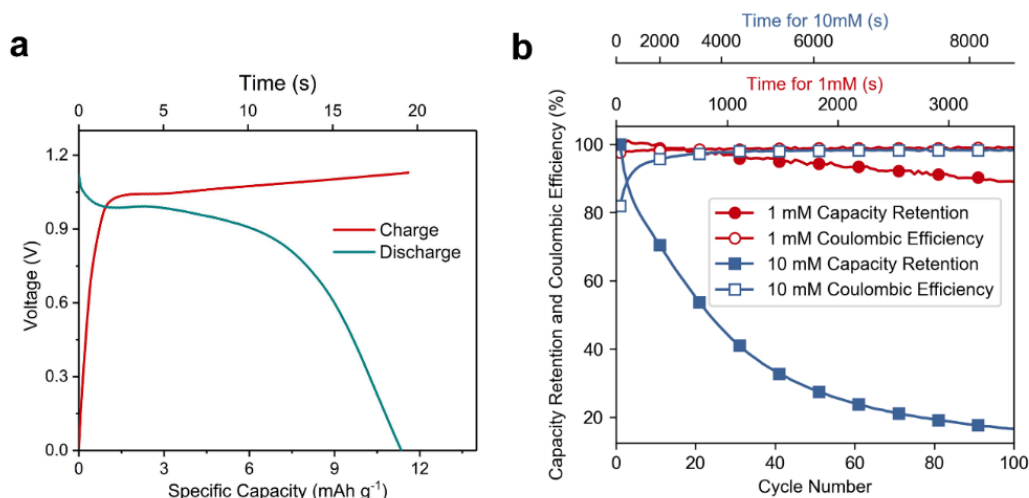 a
Time (s)
0 5 10 15 20
1.2
0.9
0.6
0.3
0.0
Voltage (V)
Charge
Discharge
0 3 6 9 12
Specific Capacity (mAh g⁻¹)
b
Time for 10mM (s)
0 2000 4000 6000 8000
Time for 1mM (s)
0 1000 2000 3000
100
80
60
40
20
Capacity Retention and Coulombic Efficiency (%)
1 mM Capacity Retention
1 mM Coulombic Efficiency
10 mM Capacity Retention
10 mM Coulombic Efficiency
0 20 40 60 80 100
Cycle Number